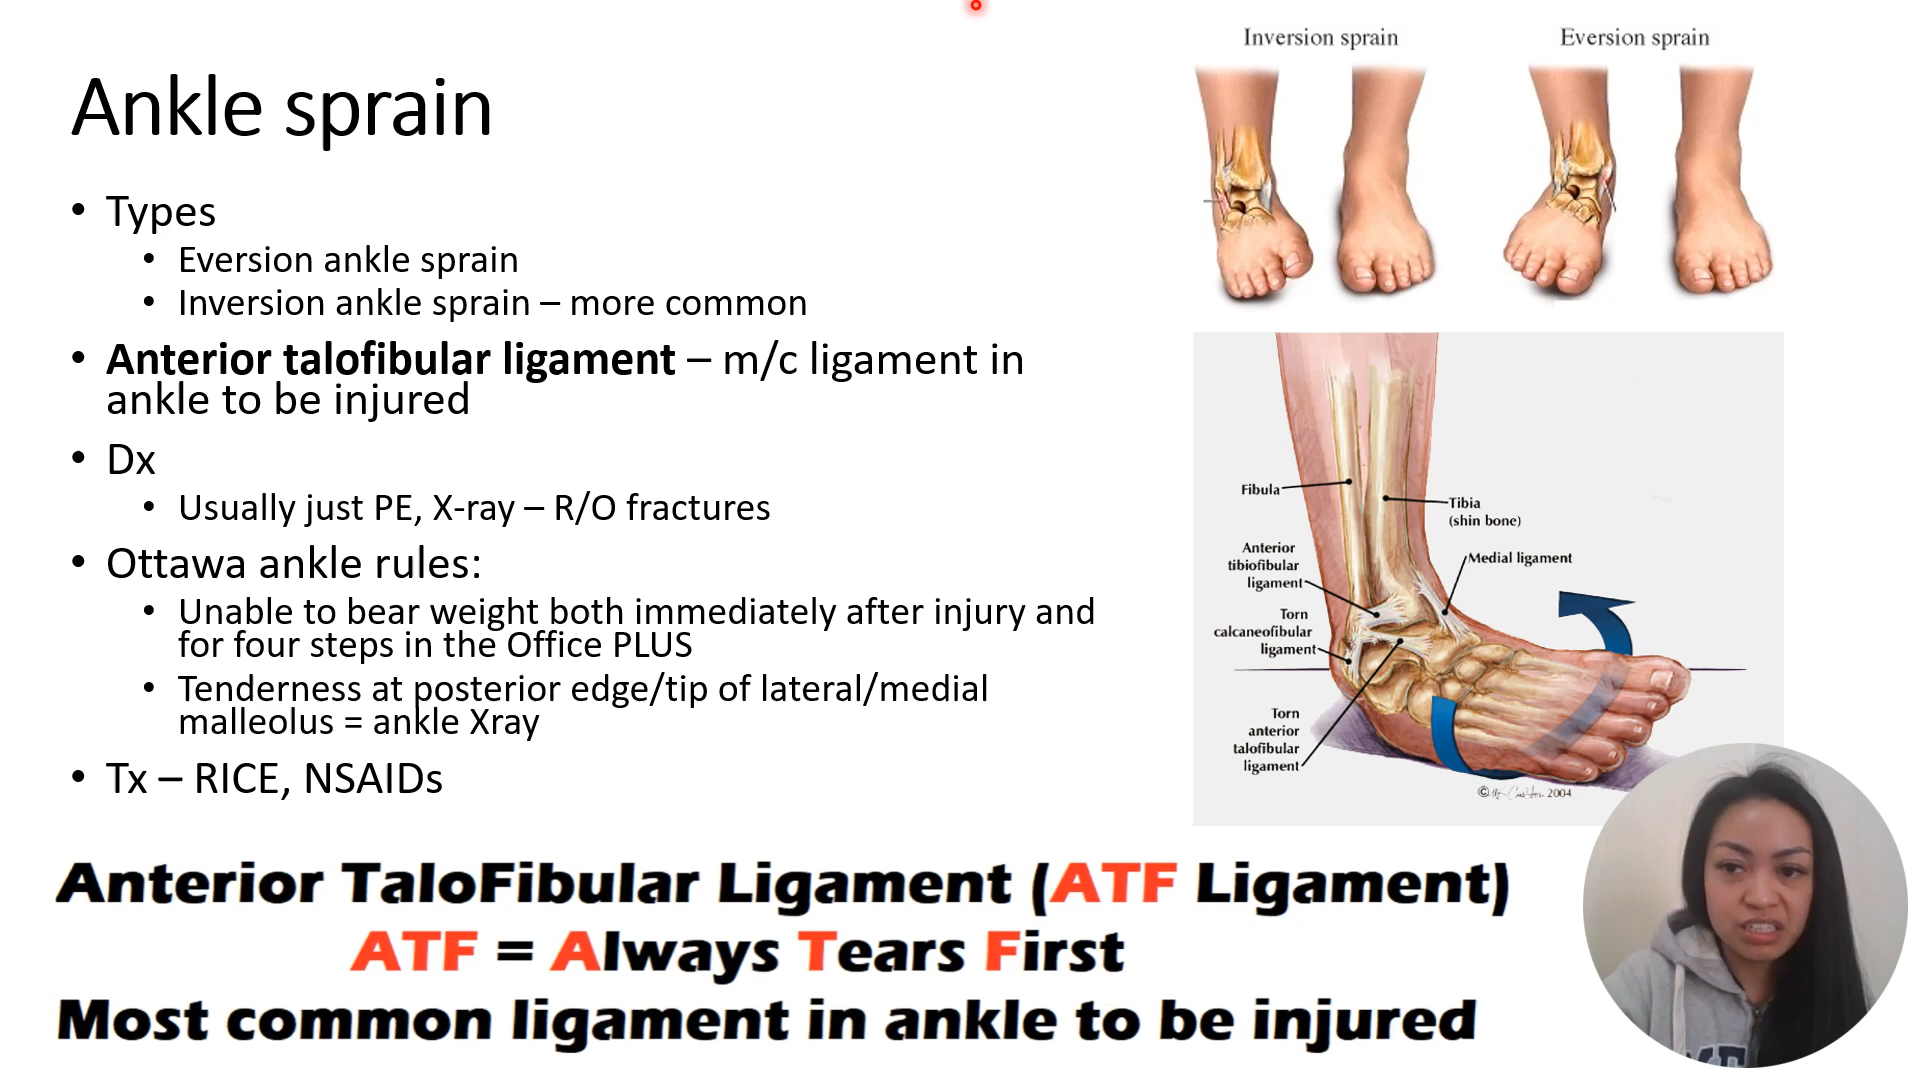 Ankle sprain
• Types
• Eversion ankle sprain
• Inversion ankle sprain – more common
• Anterior talofibular ligament – m/c ligament in
ankle to be injured
• Dx
• Usually just PE, X-ray – R/O fractures
• Ottawa ankle rules:
• Unable to bear weight both immediately after injury and
for four steps in the Office PLUS
• Tenderness at posterior edge/tip of lateral/medial
malleolus = ankle Xray
• Tx – RICE, NSAIDs
Inversion sprain
Eversion sprain
Fibula
Tibia
(shin bone)
Anterior
tibiofibular
ligament
Medial ligament
Torn
calcaneofibular
ligament
Torn
anterior
talofibular
ligament
© 2004
Anterior TaloFibular Ligament (ATF Ligament)
ATF = Always Tears First
Most common ligament in ankle to be injured